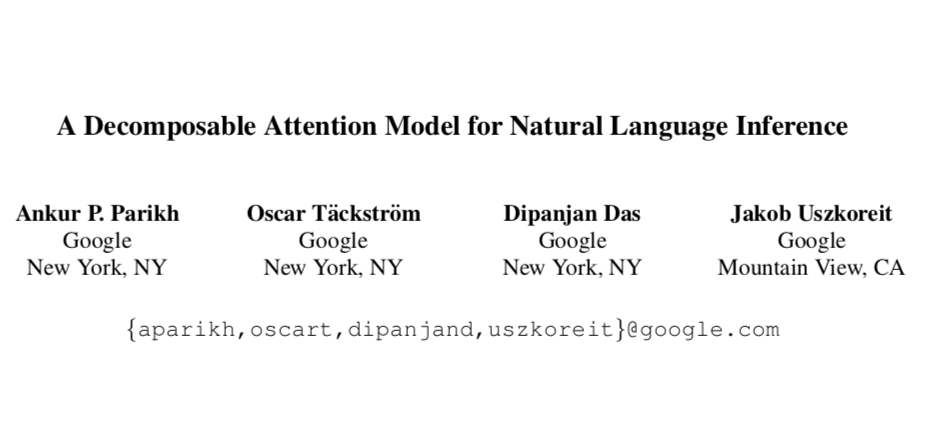 A Decomposable Attention Model for Natural Language Inference
Ankur P. Parikh Oscar Täckström Dipanjan Das Jakob Uszkoreit
Google Google Google Google
New York, NY New York, NY New York, NY Mountain View, CA
{aparikh,oscart,dipanjand,uszkoreit}@google.com